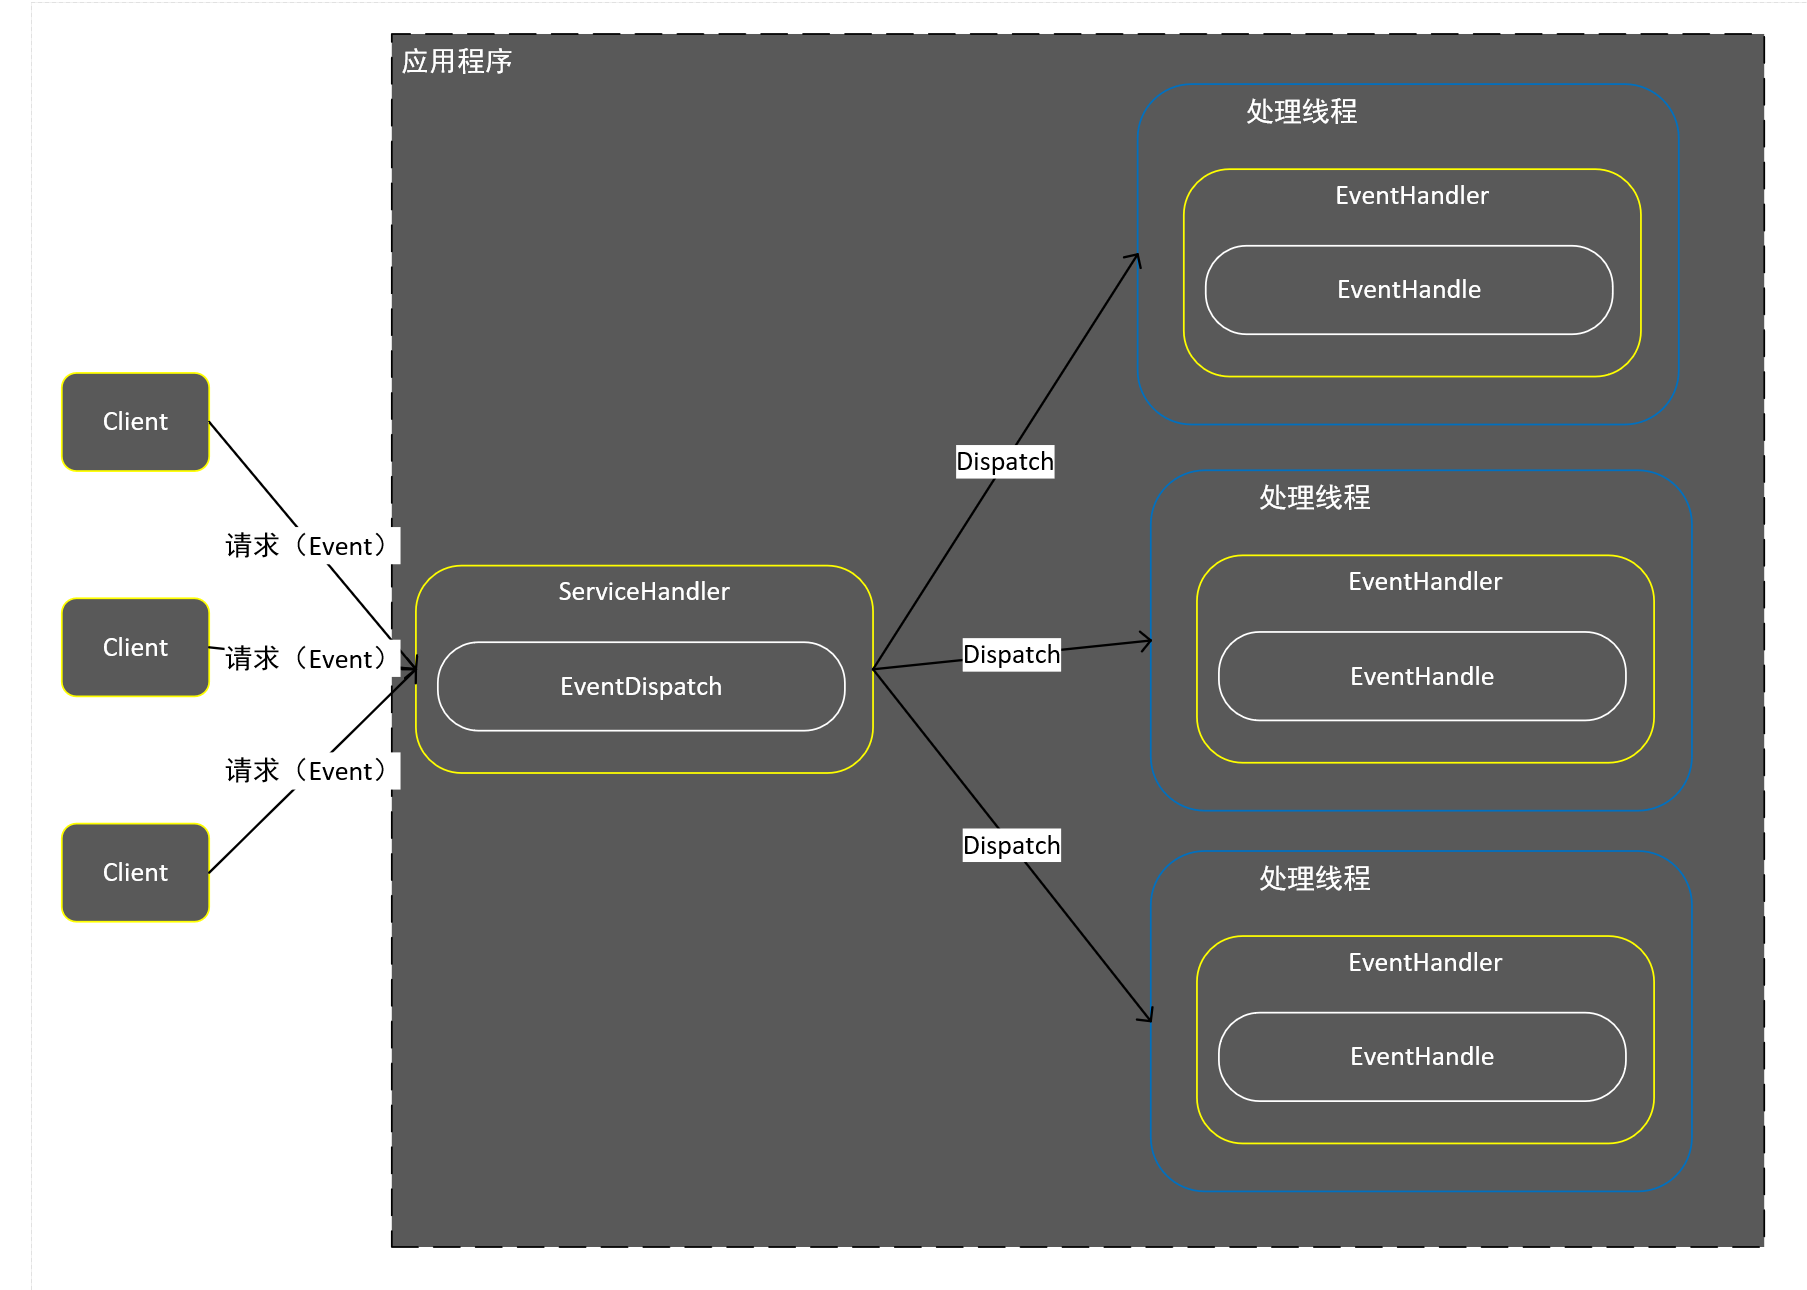 应用程序
Client
Client
Client
请求（Event）
请求（Event）
请求（Event）
ServiceHandler
EventDispatch
Dispatch
Dispatch
Dispatch
处理线程
EventHandler
EventHandle
处理线程
EventHandler
EventHandle
处理线程
EventHandler
EventHandle